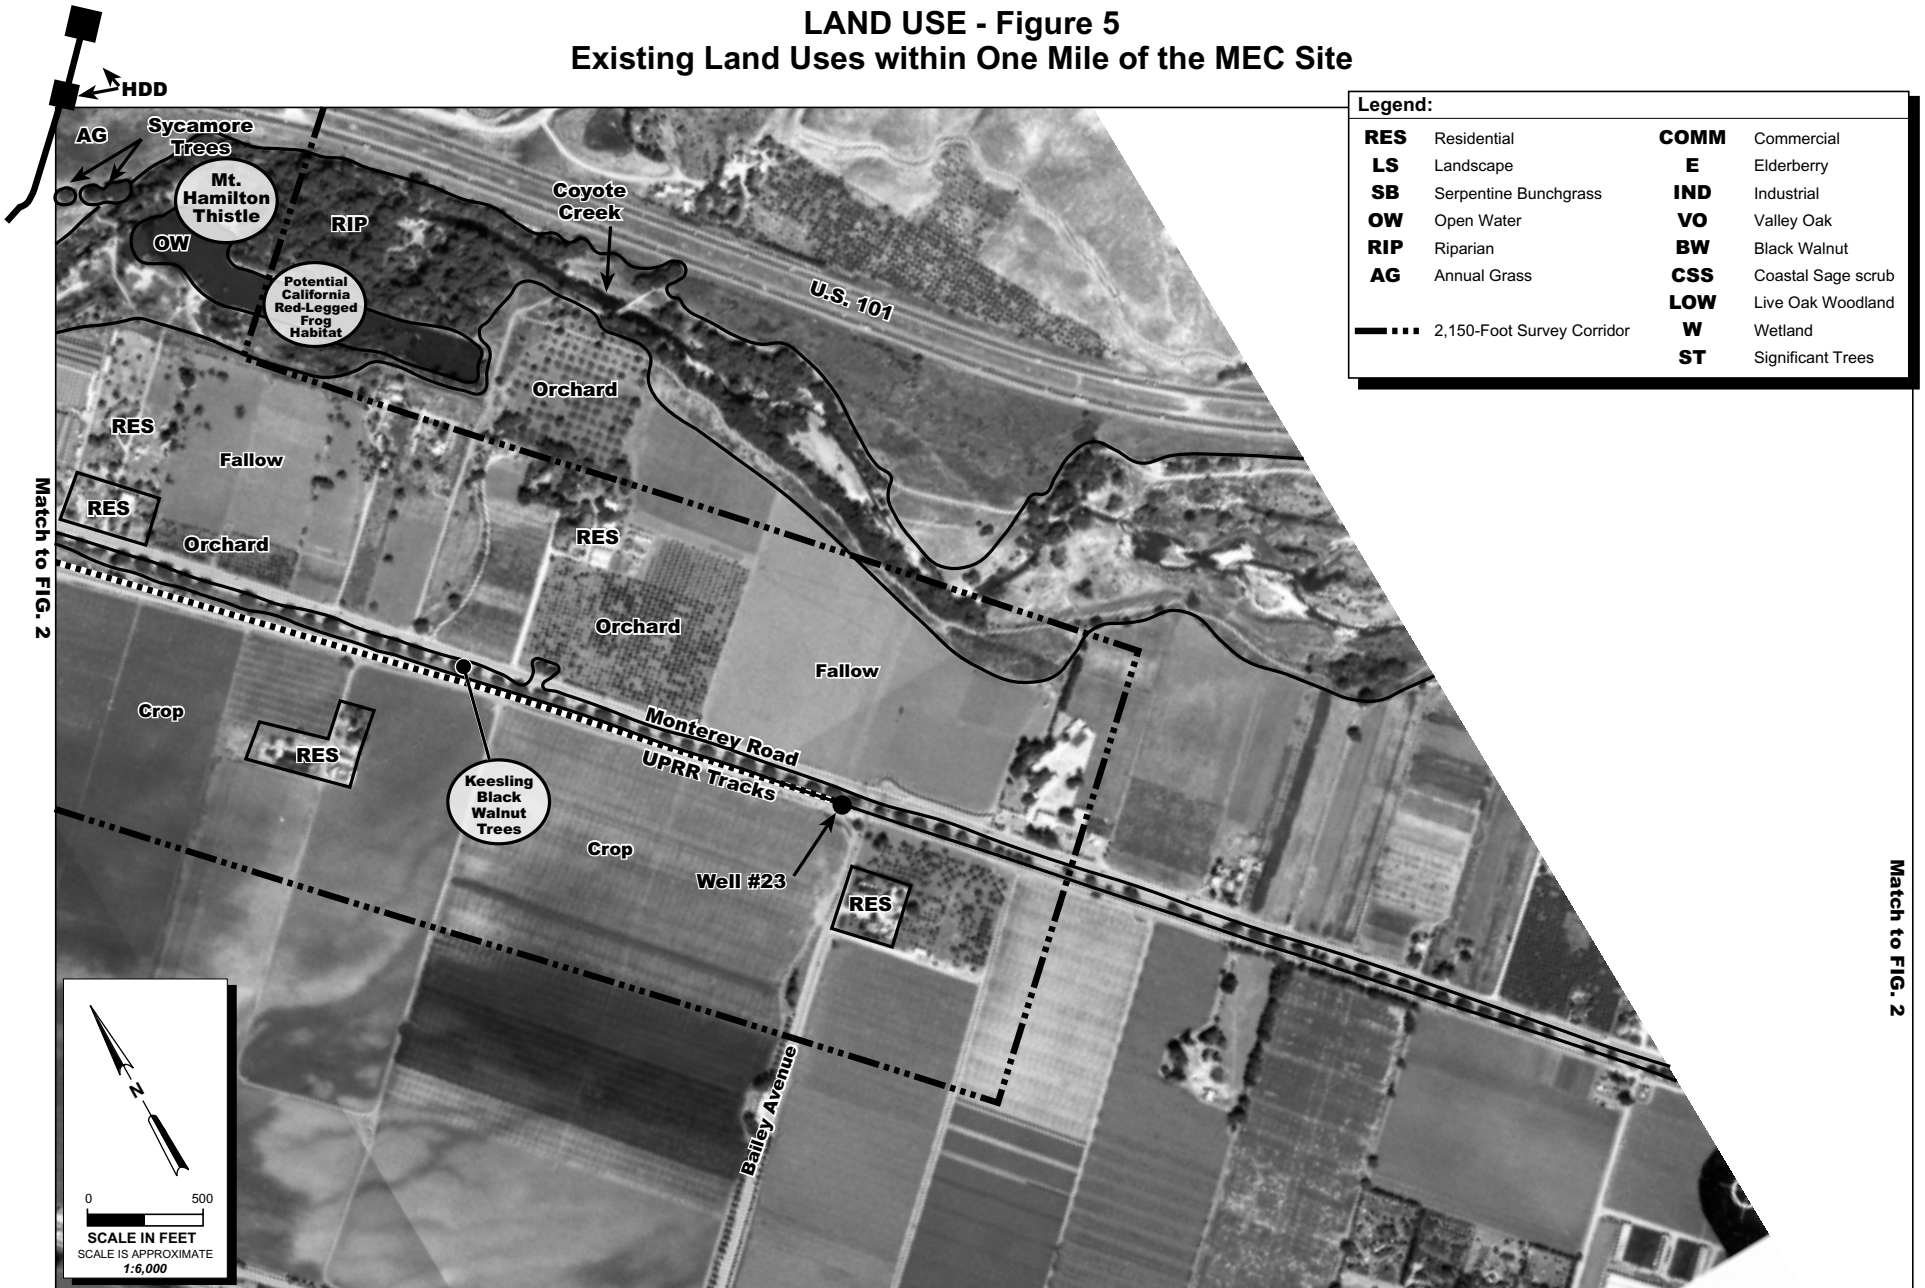 LAND USE - Figure 5
Existing Land Uses within One Mile of the MEC Site
HDD
Legend:
RES Residential
LS Landscape
SB Serpentine Bunchgrass
OW Open Water
RIP Riparian
AG Annual Grass
2,150-Foot Survey Corridor
COMM Commercial
E Elderberry
IND Industrial
VO Valley Oak
BW Black Walnut
CSS Coastal Sage scrub
LOW Live Oak Woodland
W Wetland
ST Significant Trees
AG
Sycamore
Trees
Mt.
Hamilton
Thistle
OW
RIP
Coyote
Creek
U.S. 101
Potential
California
Red-Legged
Frog
Habitat
Orchard
RES
Fallow
RES
Orchard
RES
Orchard
Fallow
Match to FIG. 2
Crop
RES
Monterey Road
UPRR Tracks
Keesling
Black
Walnut
Trees
Crop
Well #23
RES
Match to FIG. 2
Bailey Avenue
N
0 500
SCALE IN FEET
SCALE IS APPROXIMATE
1:6,000